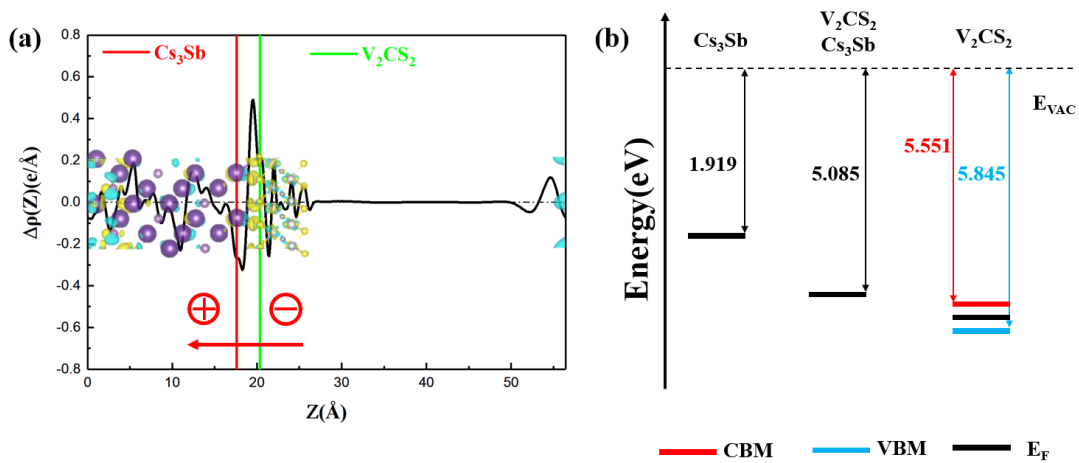 (a)
Cs₃Sb
V₂CS₂
Δρ(Z)(e/Å)
0.8
0.6
0.4
0.2
0.0
-0.2
-0.4
-0.6
-0.8
+
−
0
10
20
30
40
50
Z(Å)
(b)
Cs₃Sb
V₂CS₂
Cs₃Sb
V₂CS₂
E_VAC
Energy(eV)
1.919
5.085
5.551
5.845
CBM
VBM
E_F